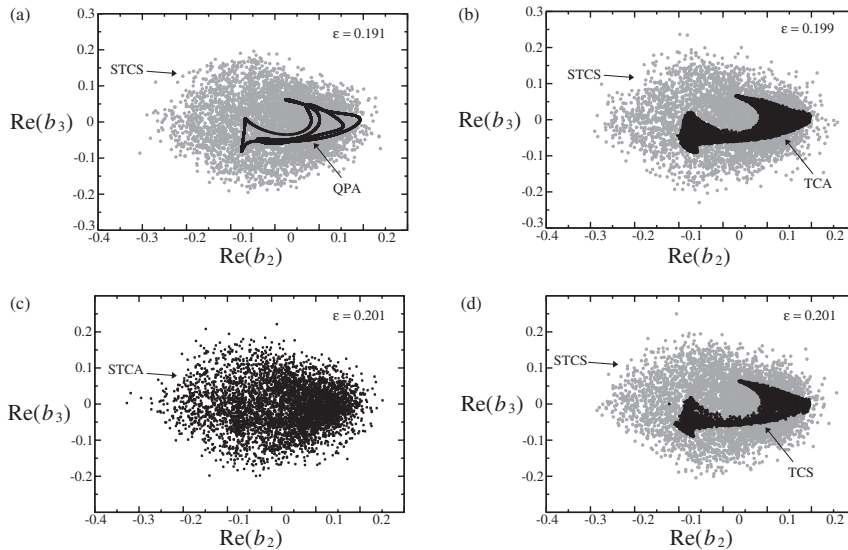 (a)
ε = 0.191
STCS
QPA
Re(b₃)
0.3
0.2
0.1
0
-0.1
-0.2
-0.3
-0.4 -0.3 -0.2 -0.1 0 0.1 0.2
Re(b₂)
(b)
ε = 0.199
STCS
TCA
Re(b₃)
0.3
0.2
0.1
0
-0.1
-0.2
-0.3
-0.4 -0.3 -0.2 -0.1 0 0.1 0.2
Re(b₂)
(c)
ε = 0.201
STCA
Re(b₃)
0.2
0.1
0
-0.1
-0.2
-0.4 -0.3 -0.2 -0.1 0 0.1 0.2
Re(b₂)
(d)
ε = 0.201
STCS
TCS
Re(b₃)
0.2
0.1
0
-0.1
-0.2
-0.4 -0.3 -0.2 -0.1 0 0.1 0.2
Re(b₂)